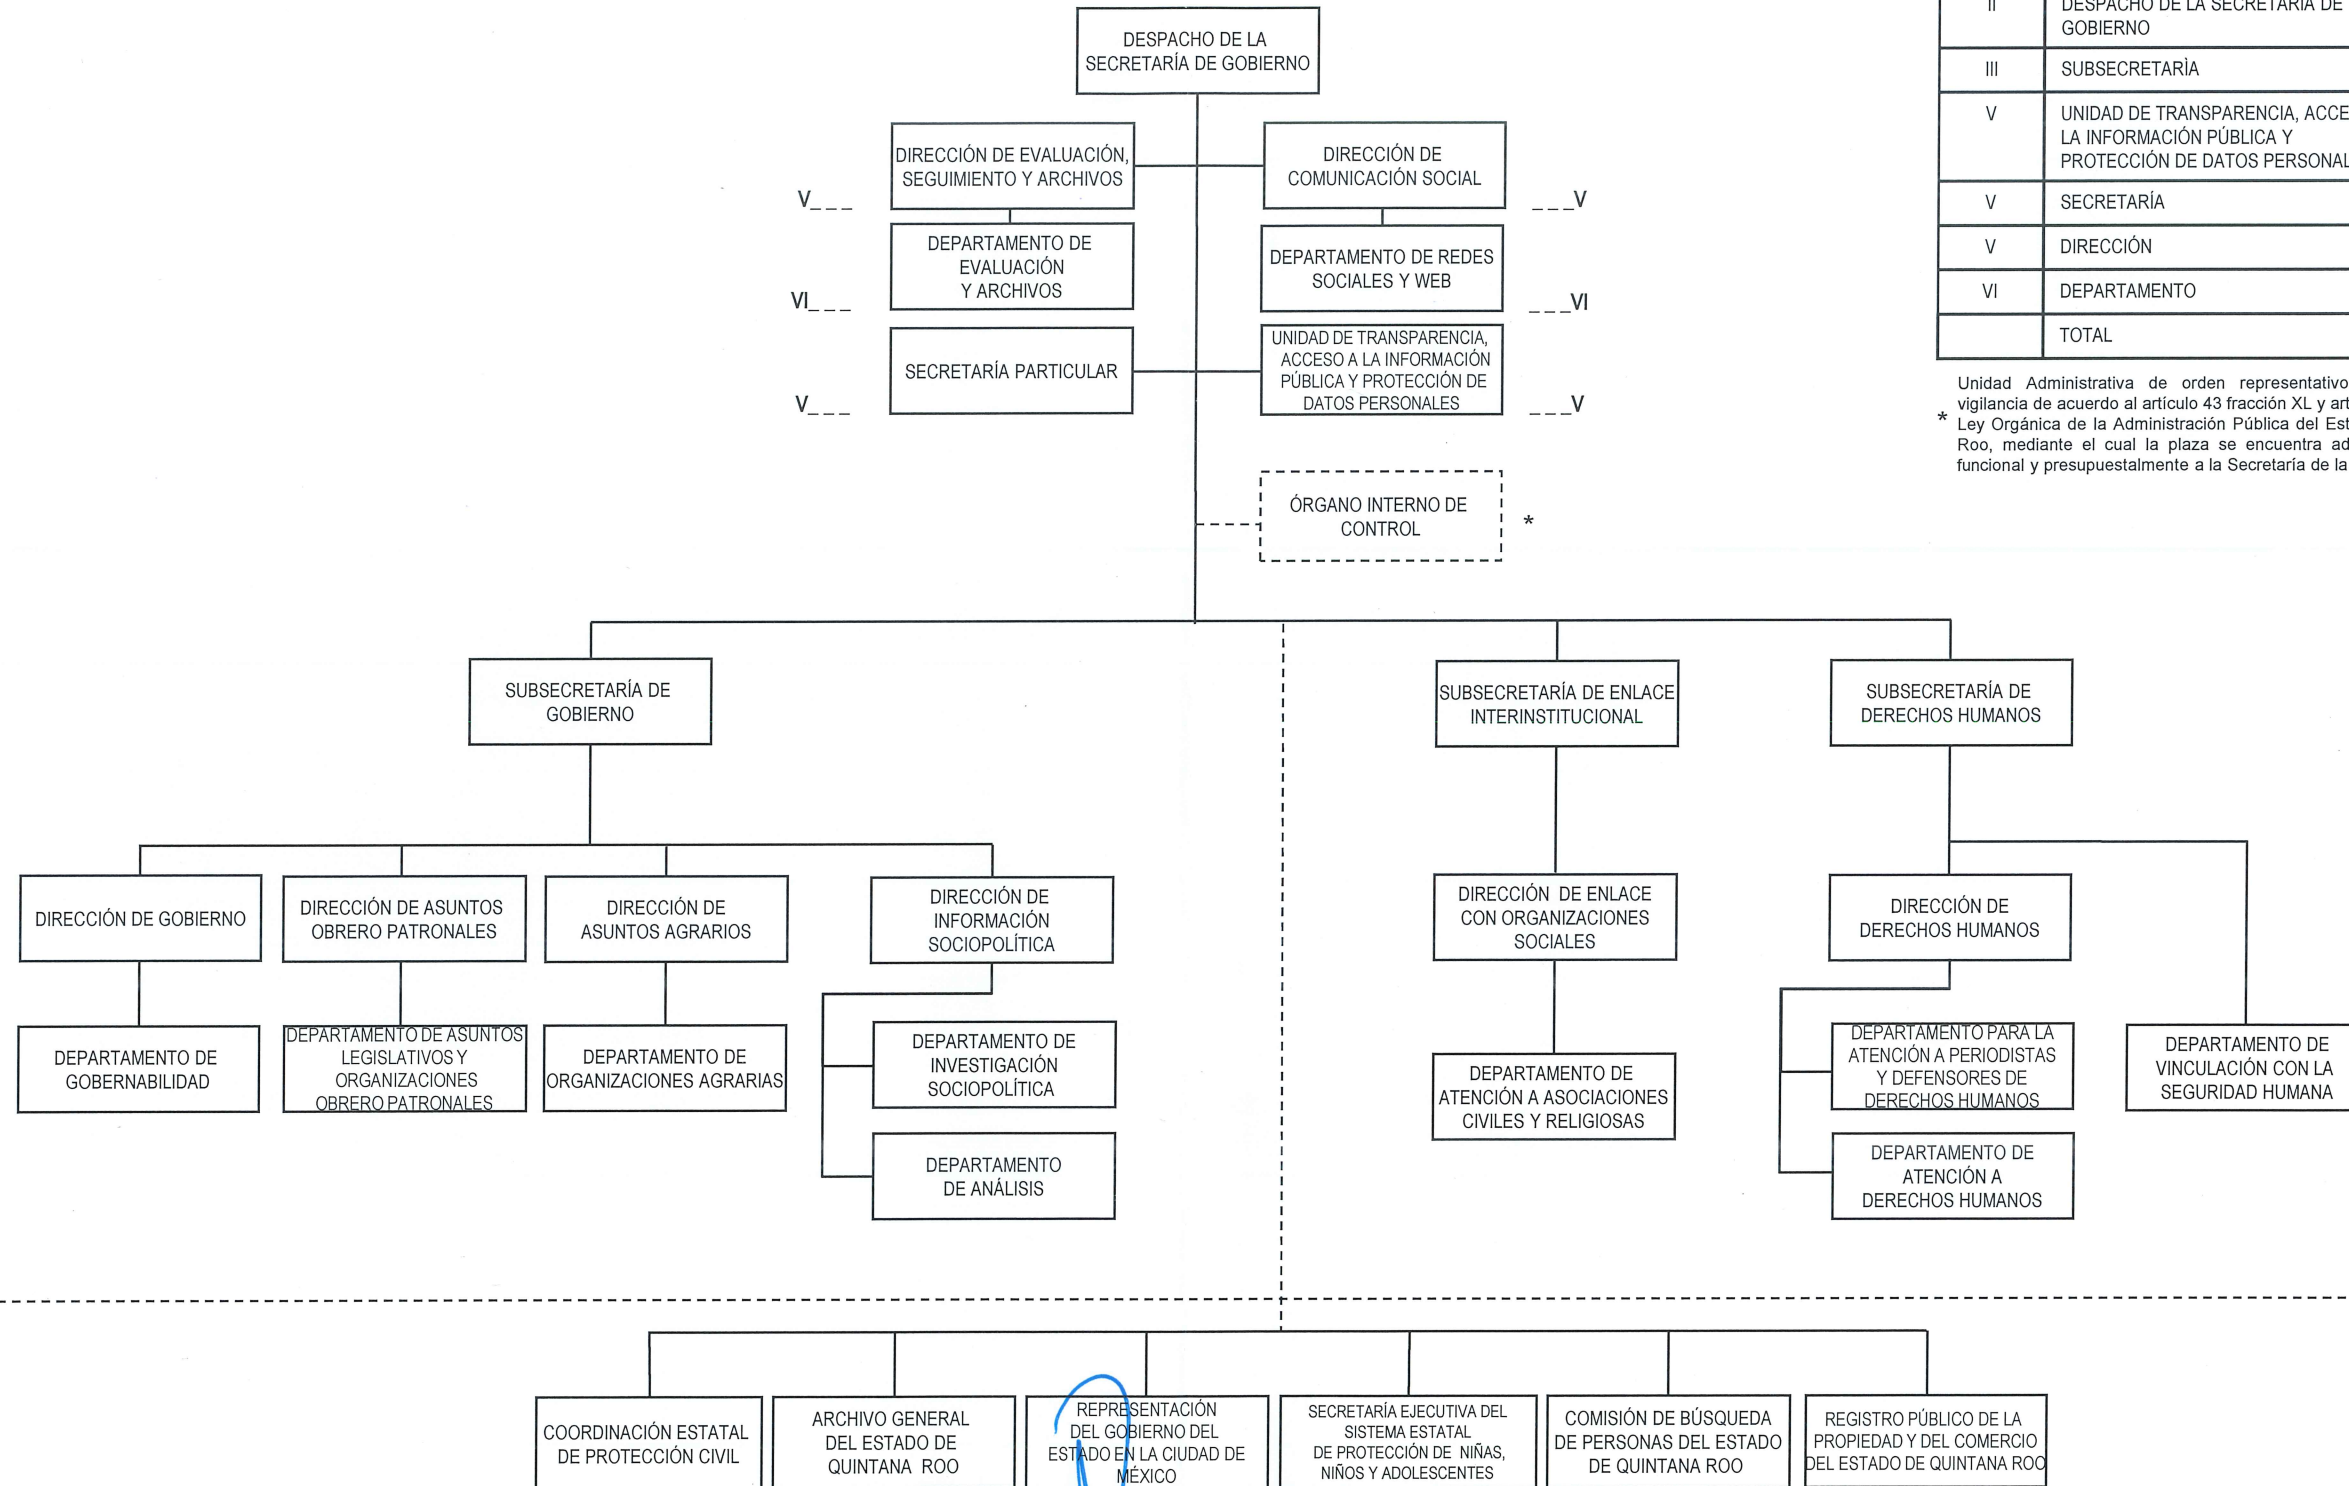 DESPACHO DE LA
SECRETARÍA DE GOBIERNO
DIRECCIÓN DE EVALUACIÓN,
SEGUIMIENTO Y ARCHIVOS
V_ _ _
DIRECCIÓN DE
COMUNICACIÓN SOCIAL
_ _ _V
DEPARTAMENTO DE
EVALUACIÓN
Y ARCHIVOS
VI_ _ _
DEPARTAMENTO DE REDES
SOCIALES Y WEB
_ _ _VI
SECRETARÍA PARTICULAR
V_ _ _
UNIDAD DE TRANSPARENCIA,
ACCESO A LA INFORMACIÓN
PÚBLICA Y PROTECCIÓN DE
DATOS PERSONALES
_ _ _V
ÓRGANO INTERNO DE
CONTROL
*
II
DESPACHO DE LA SECRETARÍA DE
GOBIERNO
III
SUBSECRETARÌA
V
UNIDAD DE TRANSPARENCIA, ACCE
LA INFORMACIÓN PÚBLICA Y
PROTECCIÓN DE DATOS PERSONAL
V
SECRETARÍA
V
DIRECCIÓN
VI
DEPARTAMENTO
TOTAL
Unidad Administrativa de orden representativo
vigilancia de acuerdo al artículo 43 fracción XL y art
* Ley Orgánica de la Administración Pública del Est
Roo, mediante el cual la plaza se encuentra ad
funcional y presupuestalmente a la Secretaría de la
SUBSECRETARÍA DE
GOBIERNO
SUBSECRETARÍA DE ENLACE
INTERINSTITUCIONAL
SUBSECRETARÍA DE
DERECHOS HUMANOS
DIRECCIÓN DE GOBIERNO
DIRECCIÓN DE ASUNTOS
OBRERO PATRONALES
DIRECCIÓN DE
ASUNTOS AGRARIOS
DIRECCIÓN DE
INFORMACIÓN
SOCIOPOLÍTICA
DIRECCIÓN DE ENLACE
CON ORGANIZACIONES
SOCIALES
DIRECCIÓN DE
DERECHOS HUMANOS
DEPARTAMENTO DE
GOBERNABILIDAD
DEPARTAMENTO DE ASUNTOS
LEGISLATIVOS Y
ORGANIZACIONES
OBRERO PATRONALES
DEPARTAMENTO DE
ORGANIZACIONES AGRARIAS
DEPARTAMENTO DE
INVESTIGACIÓN
SOCIOPOLÍTICA
DEPARTAMENTO
DE ANÁLISIS
DEPARTAMENTO DE
ATENCIÓN A ASOCIACIONES
CIVILES Y RELIGIOSAS
DEPARTAMENTO PARA LA
ATENCIÓN A PERIODISTAS
Y DEFENSORES DE
DERECHOS HUMANOS
DEPARTAMENTO DE
ATENCIÓN A
DERECHOS HUMANOS
DEPARTAMENTO DE
VINCULACIÓN CON LA
SEGURIDAD HUMANA
COORDINACIÓN ESTATAL
DE PROTECCIÓN CIVIL
ARCHIVO GENERAL
DEL ESTADO DE
QUINTANA ROO
REPRESENTACIÓN
DEL GOBIERNO DEL
ESTADO EN LA CIUDAD DE
MÉXICO
SECRETARÍA EJECUTIVA DEL
SISTEMA ESTATAL
DE PROTECCIÓN DE NIÑAS,
NIÑOS Y ADOLESCENTES
COMISIÓN DE BÚSQUEDA
DE PERSONAS DEL ESTADO
DE QUINTANA ROO
REGISTRO PÚBLICO DE LA
PROPIEDAD Y DEL COMERCIO
DEL ESTADO DE QUINTANA ROO